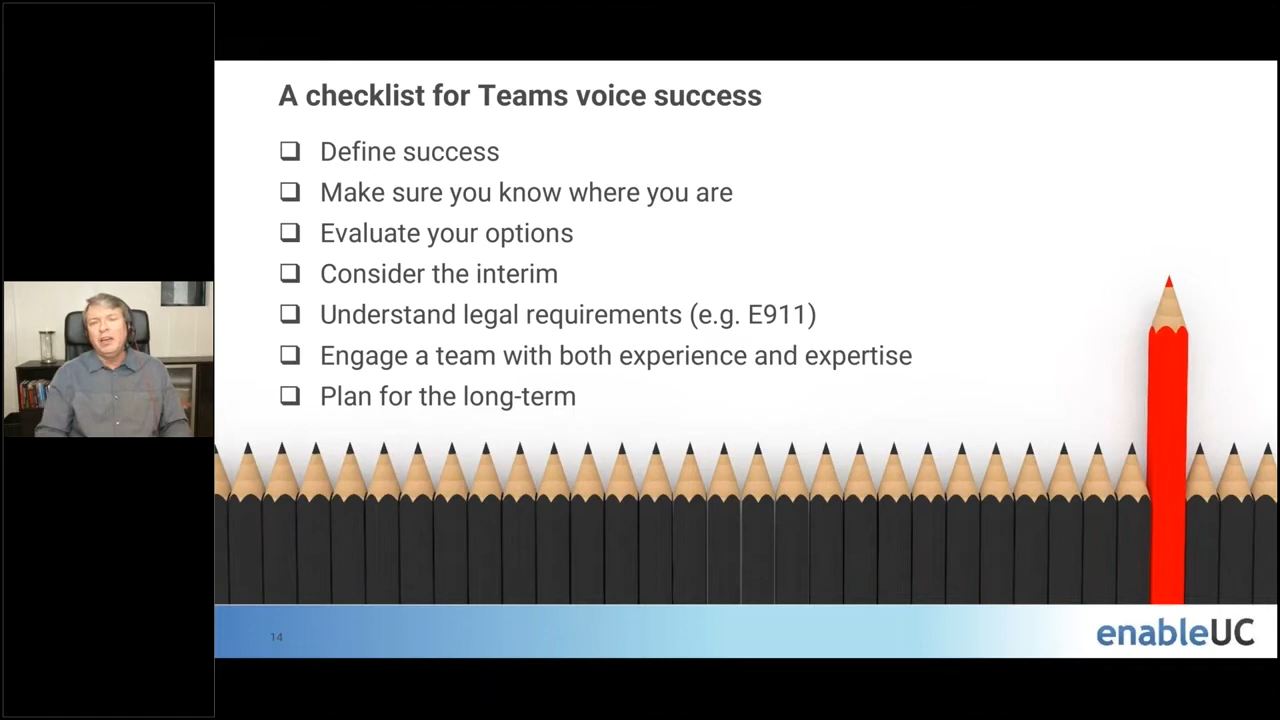 A checklist for Teams voice success
Define success
Make sure you know where you are
Evaluate your options
Consider the interim
Understand legal requirements (e.g. E911)
Engage a team with both experience and expertise
Plan for the long-term
14
enableUC